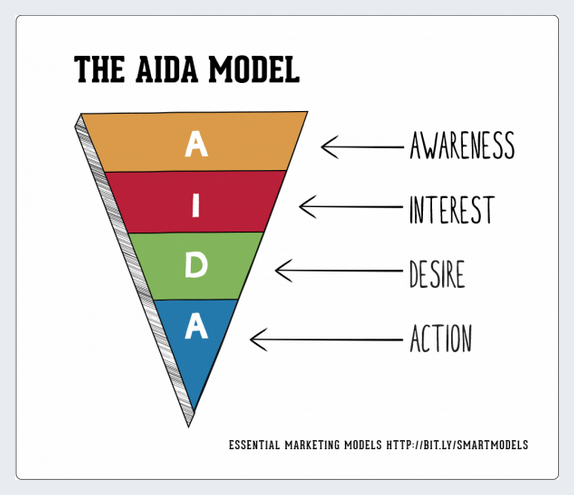 THE AIDA MODEL
A
AWARENESS
I
INTEREST
D
DESIRE
A
ACTION
ESSENTIAL MARKETING MODELS HTTP://BIT.LY/SMARTMODELS